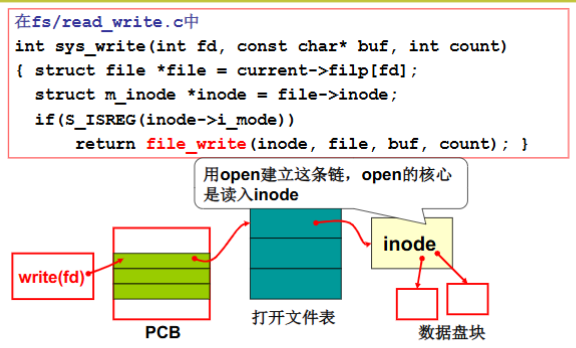 在fs/read_write.c中
int sys_write(int fd, const char* buf, int count)
{ struct file *file = current->filp[fd];
struct m_inode *inode = file->inode;
if(S_ISREG(inode->i_mode))
return file_write(inode, file, buf, count); }
用open建立这条链，open的核心
是读入inode
inode
write(fd)
PCB
打开文件表
数据盘块